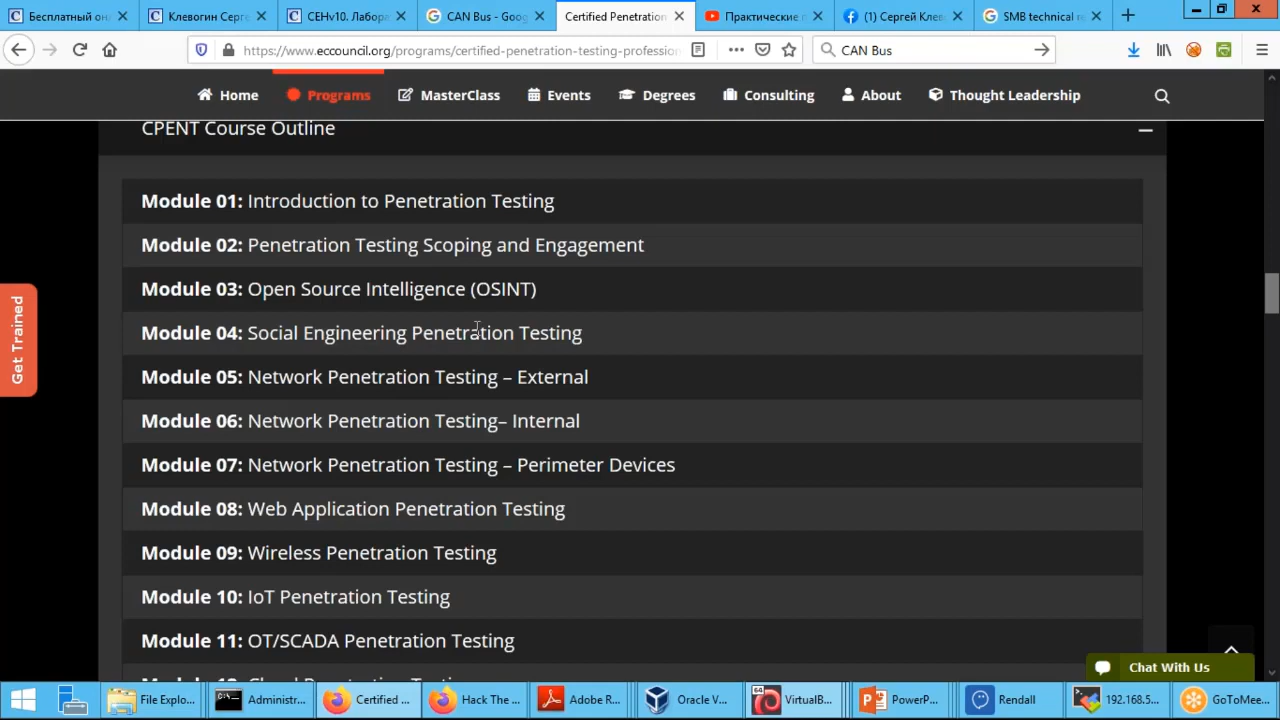 Бесплатный он
Клевогин Серге
CEHv10. Лабора
CAN Bus - Goog
Certified Penetration
Практические п
(1) Сергей Клев
SMB technical re
https://www.eccouncil.org/programs/certified-penetration-testing-profession
CAN Bus
Home
Programs
MasterClass
Events
Degrees
Consulting
About
Thought Leadership
CPENT Course Outline
Module 01: Introduction to Penetration Testing
Module 02: Penetration Testing Scoping and Engagement
Module 03: Open Source Intelligence (OSINT)
Module 04: Social Engineering Penetration Testing
Get Trained
Module 05: Network Penetration Testing – External
Module 06: Network Penetration Testing– Internal
Module 07: Network Penetration Testing – Perimeter Devices
Module 08: Web Application Penetration Testing
Module 09: Wireless Penetration Testing
Module 10: IoT Penetration Testing
Module 11: OT/SCADA Penetration Testing
Chat With Us
File Explo...
Administr...
Certified ...
Hack The ...
Adobe R...
Oracle V...
VirtualB...
PowerP...
Rendall
192.168.5...
GoToMee...